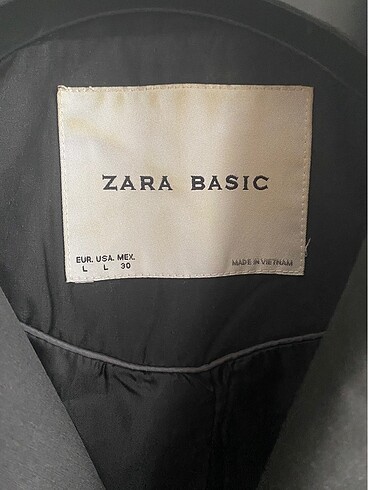 ZARA BASIC
EUR. USA. MEX.
L L 30
MADE IN VIETNAM